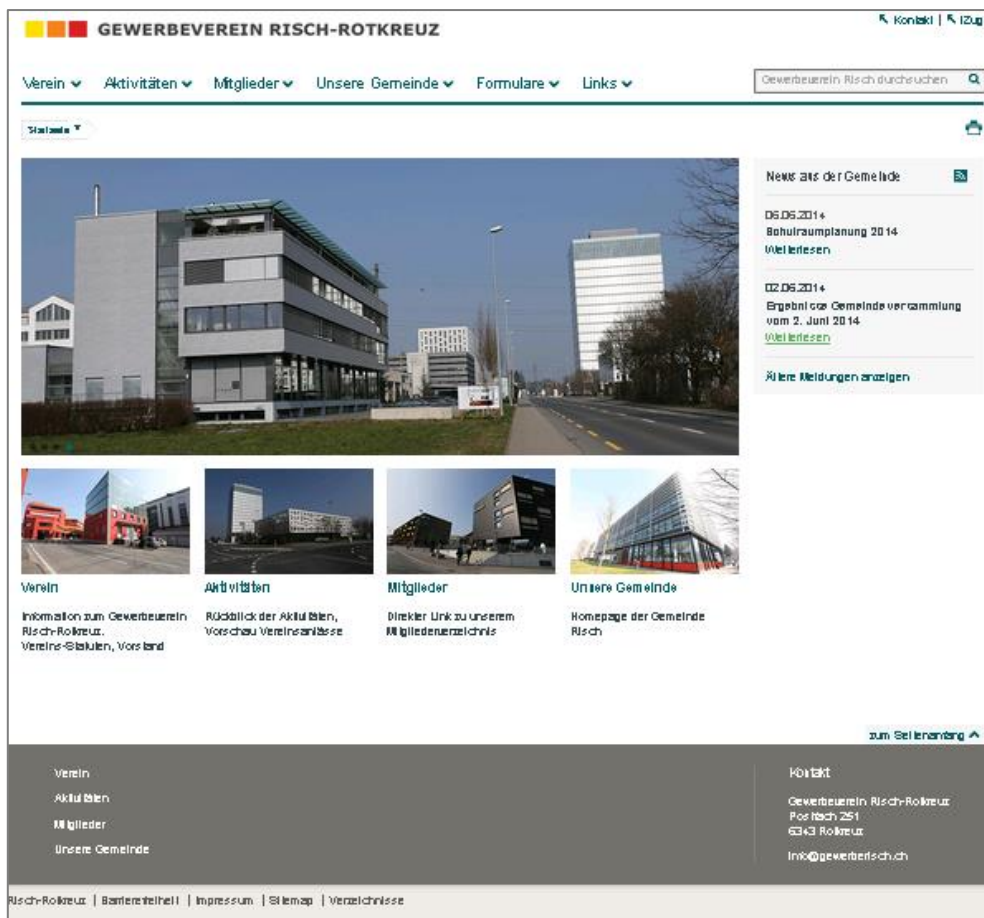 Kontakt | iZug
GEWERBEVEREIN RISCH-ROTKREUZ
Verein Aktivitäten Mitglieder Unsere Gemeinde Formulare Links
Gewerbeverein Risch durchsuchen
Startseite
News aus der Gemeinde
06.06.2014
Schulraumplanung 2014
Weiterlesen
02.06.2014
Ergebnisse Gemeindeversammlung
vom 2. Juni 2014
Weiterlesen
Ältere Meldungen anzeigen
Verein
Information zum Gewerbeverein
Risch-Rotkreuz.
Vereins-Statuten, Vorstand
Aktivitäten
Rückblick der Aktivitäten,
Vorschau Vereinsanlässe
Mitglieder
Direkter Link zu unserem
Mitgliederverzeichnis
Unsere Gemeinde
Homepage der Gemeinde
Risch
zum Seitenanfang
Verein
Aktivitäten
Mitglieder
Unsere Gemeinde
Kontakt
Gewerbeverein Risch-Rotkreuz
Postfach 251
6343 Rotkreuz
info@gewerberisch.ch
Risch-Rotkreuz | Barrierefreiheit | Impressum | Sitemap | Verzeichnisse